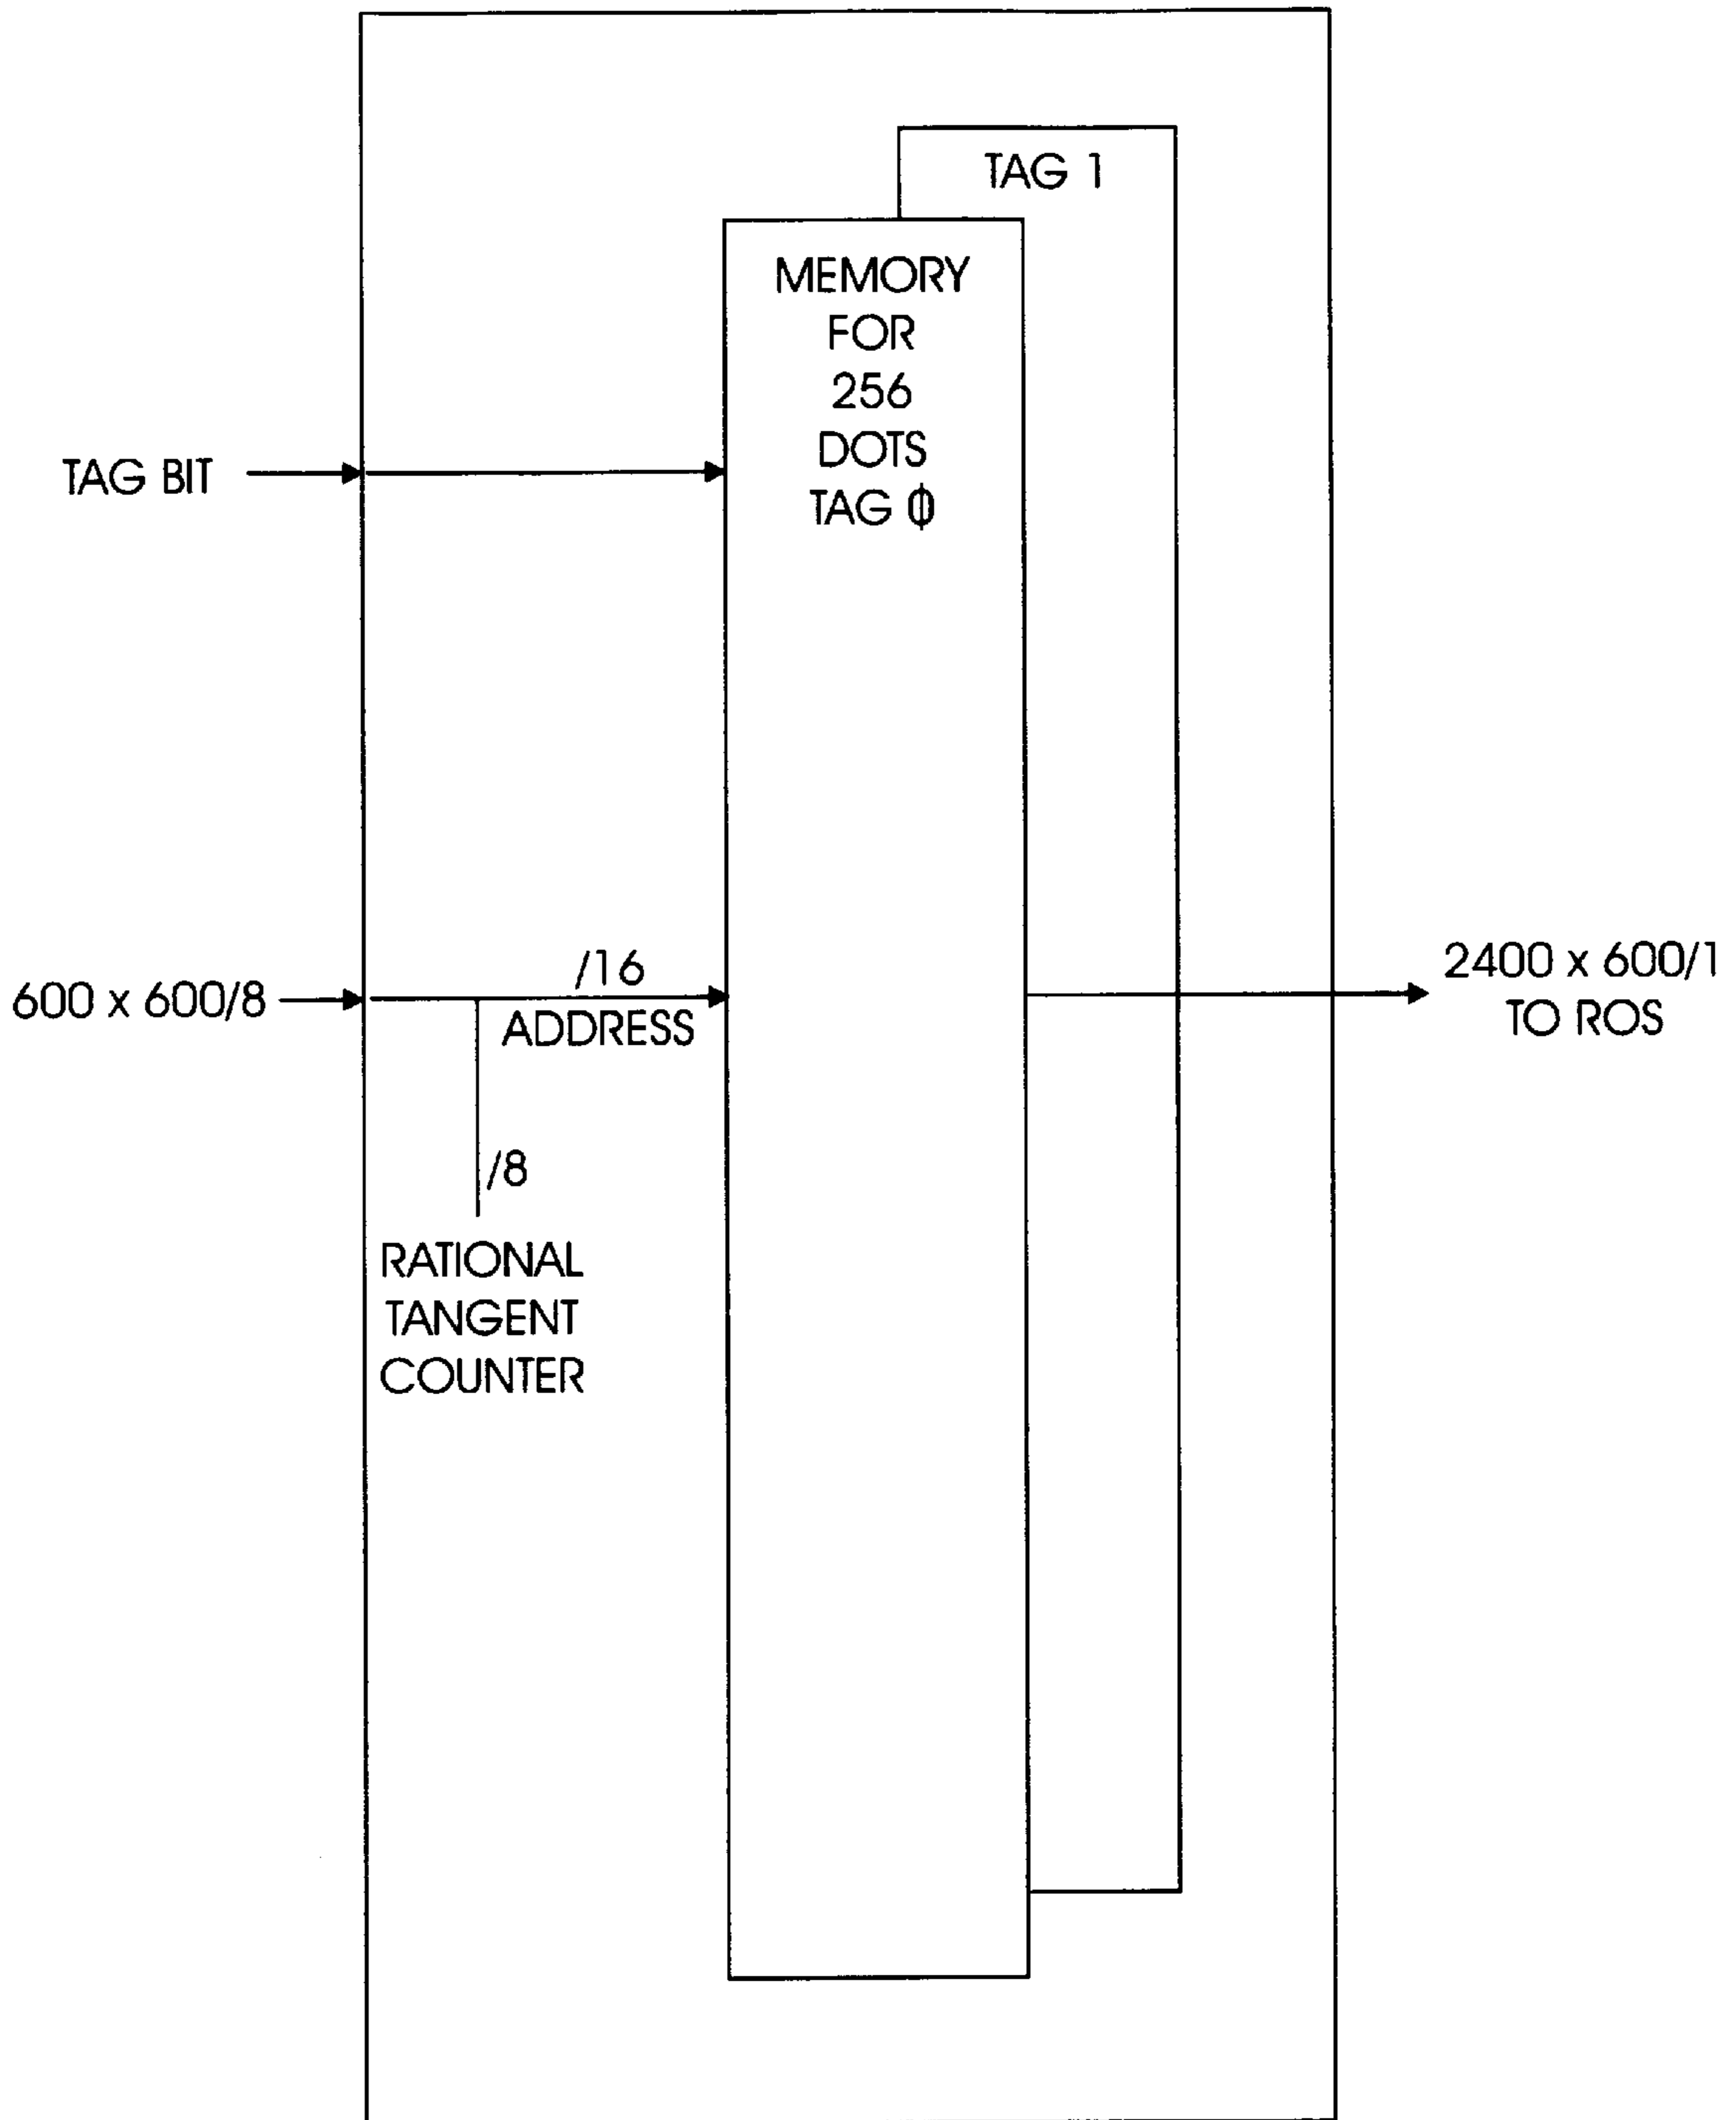 TAG 1
MEMORY
FOR
256
DOTS
TAG ϕ
TAG BIT
/16
ADDRESS
600 x 600/8
2400 x 600/1
TO ROS
/8
RATIONAL
TANGENT
COUNTER